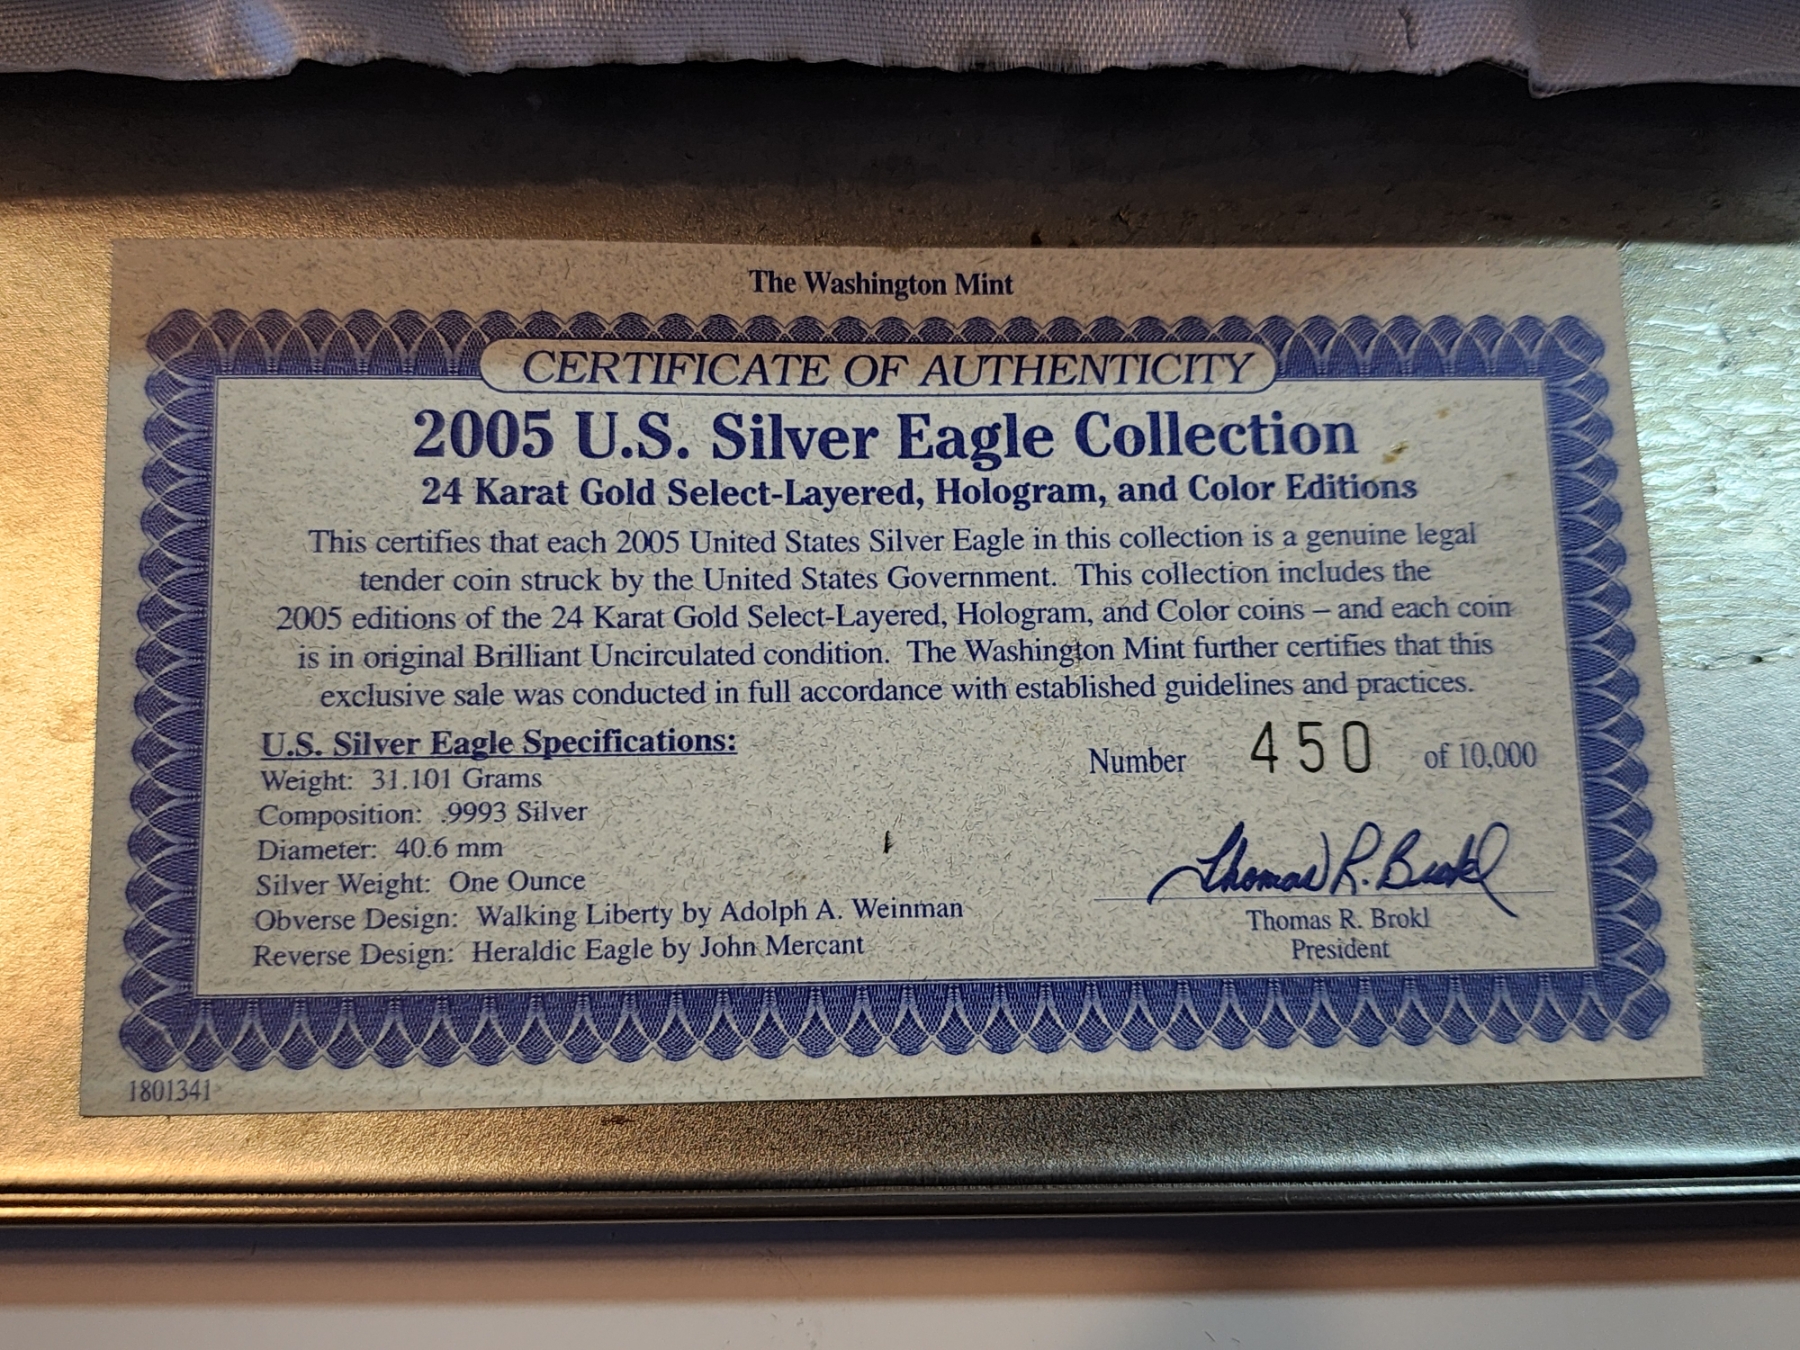 The Washington Mint
CERTIFICATE OF AUTHENTICITY
2005 U.S. Silver Eagle Collection
24 Karat Gold Select-Layered, Hologram, and Color Editions
This certifies that each 2005 United States Silver Eagle in this collection is a genuine legal
tender coin struck by the United States Government. This collection includes the
2005 editions of the 24 Karat Gold Select-Layered, Hologram, and Color coins – and each coin
is in original Brilliant Uncirculated condition. The Washington Mint further certifies that this
exclusive sale was conducted in full accordance with established guidelines and practices.
U.S. Silver Eagle Specifications:
Weight: 31.101 Grams
Composition: .9993 Silver
Diameter: 40.6 mm
Silver Weight: One Ounce
Obverse Design: Walking Liberty by Adolph A. Weinman
Reverse Design: Heraldic Eagle by John Mercant
Number 450 of 10,000
Thomas R. Brokl
Thomas R. Brokl
President
1801341